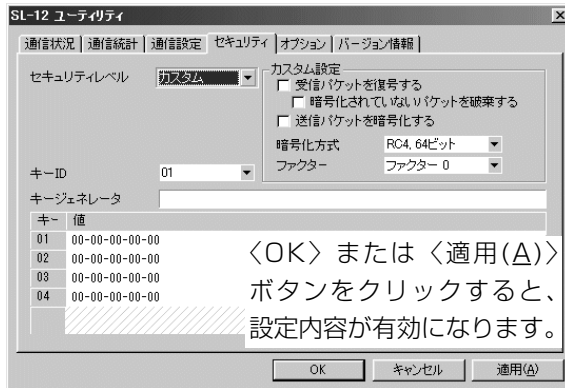 SL-12 ユーティリティ
通信状況 通信統計 通信設定 セキュリティ オプション バージョン情報
セキュリティレベル カスタム
カスタム設定
受信パケットを復号する
暗号化されていないパケットを破棄する
送信パケットを暗号化する
暗号化方式 RC4, 64ビット
ファクター ファクター 0
キーID 01
キージェネレータ
キー 値
01 00-00-00-00-00
02 00-00-00-00-00
03 00-00-00-00-00
04 00-00-00-00-00
〈OK〉または〈適用(A)〉
ボタンをクリックすると、
設定内容が有効になります。
OK キャンセル 適用(A)